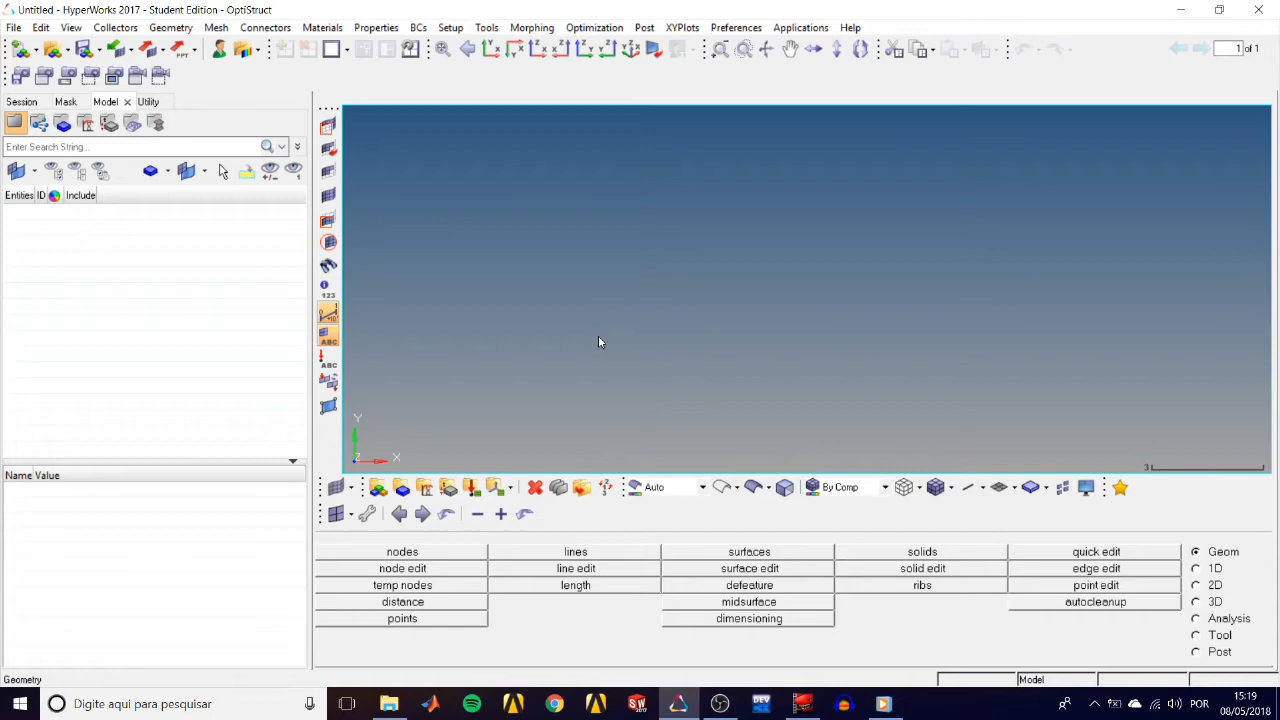 Untitled - HyperWorks 2017 - Student Edition - OptiStruct
File Edit View Collectors Geometry Mesh Connectors Materials Properties BCs Setup Tools Morphing Optimization Post XYPlots Preferences Applications Help
1 of 1
Session Mask Model Utility
Enter Search String...
Entities ID Include
123
ABC
ABC
Y
Z X
3
Name Value
Auto By Comp
nodes lines surfaces solids quick edit Geom
node edit line edit surface edit solid edit edge edit 1D
temp nodes length defeature ribs point edit 2D
distance midsurface autocleanup 3D
points dimensioning Analysis
Tool
Post
Geometry Model
Digite aqui para pesquisar
POR
15:19
08/05/2018